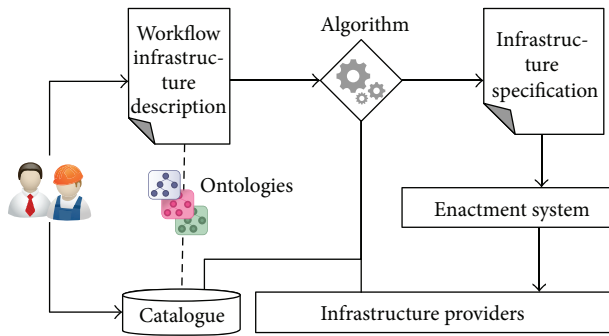 Workflow
infrastruc-
ture
description
Algorithm
Infrastruc-
ture
specification
Ontologies
Enactment system
Catalogue
Infrastructure providers